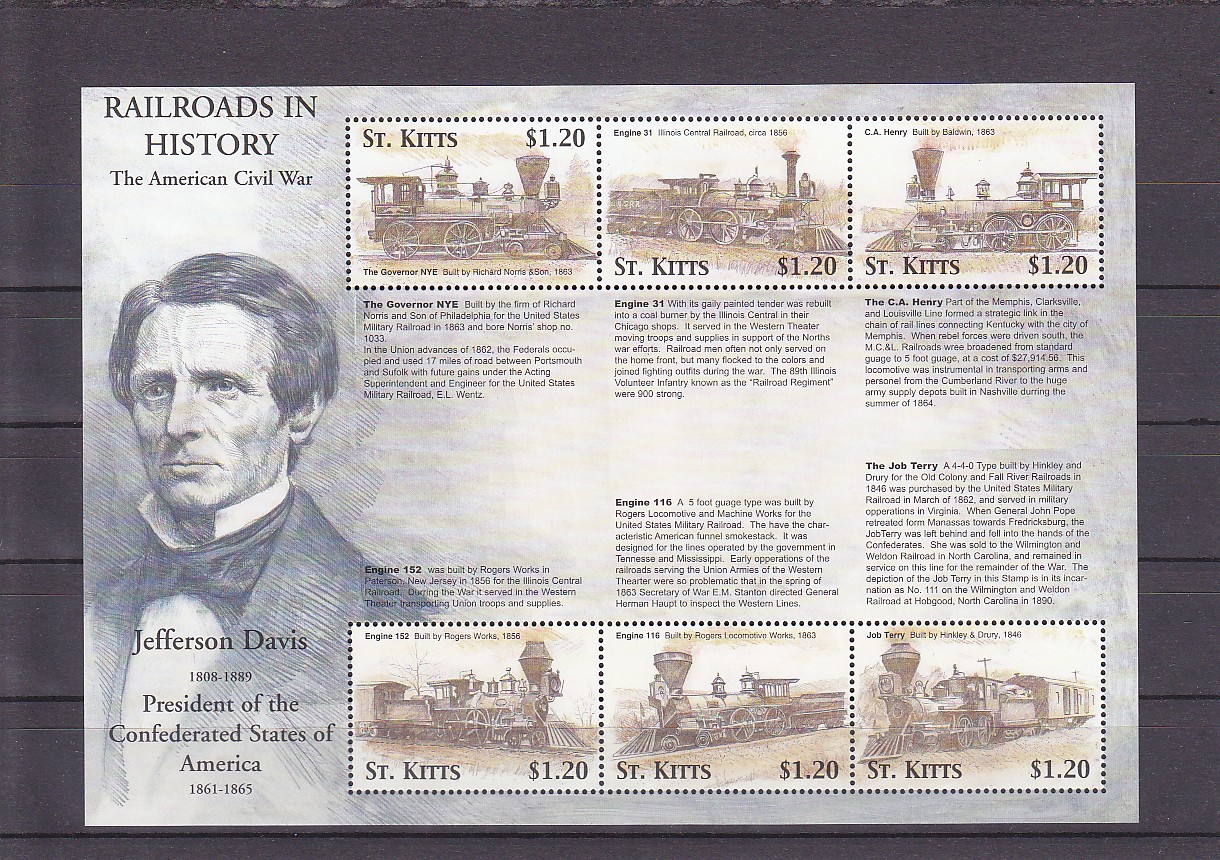 RAILROADS IN
HISTORY
The American Civil War
ST. KITTS $1.20
The Governor NYE Built by Richard Norris &Son, 1863
Engine 31 Illinois Central Railroad, circa 1856
ST. KITTS $1.20
C.A. Henry Built by Baldwin, 1863
ST. KITTS $1.20
The Governor NYE Built by the firm of Richard
Norris and Son of Philadelphia for the United States
Military Railroad in 1863 and bore Norris' shop no.
1033.
In the Union advances of 1862, the Federals occu-
pied and used 17 miles of road between Portsmouth
and Sufolk with future gains under the Acting
Superintendent and Engineer for the United States
Military Railroad, E.L. Wentz.
Engine 31 With its gaily painted tender was rebuilt
into a coal burner by the Illinois Central in their
Chicago shops. It served in the Western Theater
moving troops and supplies in support of the Norths
war efforts. Railroad men often not only served on
the home front, but many flocked to the colors and
joined fighting outfits during the war. The 89th Illinois
Volunteer Infantry known as the "Railroad Regiment"
were 900 strong.
The C.A. Henry Part of the Memphis, Clarksville,
and Louisville Line formed a strategic link in the
chain of rail lines connecting Kentucky with the city of
Memphis. When rebel forces were driven south, the
M.C.&L. Railroads wree broadened from standard
guage to 5 foot guage, at a cost of $27,914.56. This
locomotive was instrumental in transporting arms and
personel from the Cumberland River to the huge
army supply depots built in Nashville durring the
summer of 1864.
Engine 152 was built by Rogers Works in
Paterson, New Jersey in 1856 for the Illinois Central
Railroad. Durring the War it served in the Western
Theater transporting Union troops and supplies.
Engine 116 A 5 foot guage type was built by
Rogers Locomotive and Machine Works for the
United States Military Railroad. The have the char-
acteristic American funnel smokestack. It was
designed for the lines operated by the government in
Tennesse and Mississippi. Early opperations of the
railroads serving the Union Armies of the Western
Thearter were so problematic that in the spring of
1863 Secretary of War E.M. Stanton directed General
Herman Haupt to inspect the Western Lines.
The Job Terry A 4-4-0 Type built by Hinkley and
Drury for the Old Colony and Fall River Railroads in
1846 was purchased by the United States Military
Railroad in March of 1862, and served in military
opperations in Virginia. When General John Pope
retreated form Manassas towards Fredricksburg, the
JobTerry was left behind and fell into the hands of the
Confederates. She was sold to the Wilmington and
Weldon Railroad in North Carolina, and remained in
service on this line for the remainder of the War. The
depiction of the Job Terry in this Stamp is in its incar-
nation as No. 111 on the Wilmington and Weldon
Railroad at Hobgood, North Carolina in 1890.
Jefferson Davis
1808-1889
President of the
Confederated States of
America
1861-1865
Engine 152 Built by Rogers Works, 1856
ST. KITTS $1.20
Engine 116 Built by Rogers Locomotive Works, 1863
ST. KITTS $1.20
Job Terry Built by Hinkley & Drury, 1846
ST. KITTS $1.20